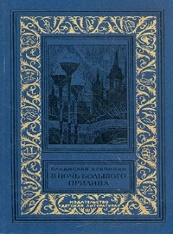 ВЛАДИСЛАВ КРАПИВИН
В НОЧЬ БОЛЬШОГО
ПРИЛИВА
ИЗДАТЕЛЬСТВО
«ДЕТСКАЯ ЛИТЕРАТУРА»